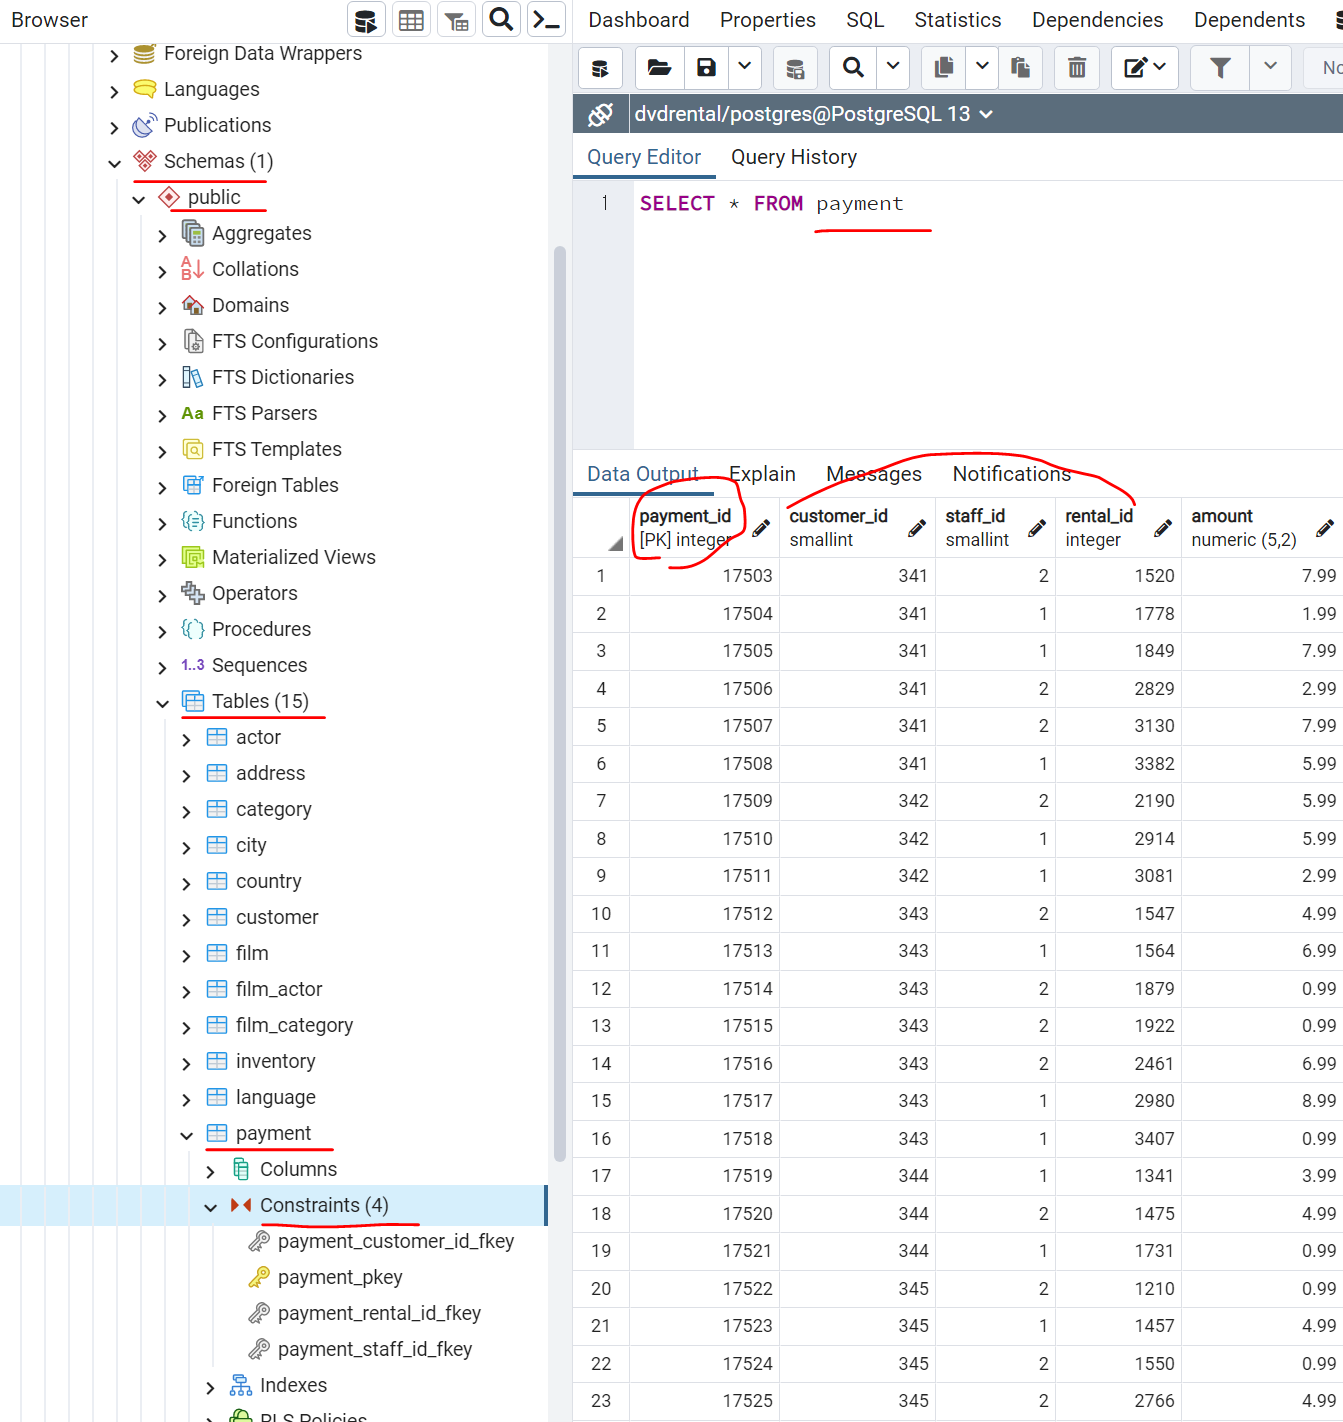 Browser
Foreign Data Wrappers
Languages
Publications
Schemas (1)
public
Aggregates
Collations
Domains
FTS Configurations
FTS Dictionaries
Aa FTS Parsers
FTS Templates
Foreign Tables
Functions
Materialized Views
Operators
Procedures
1..3 Sequences
Tables (15)
actor
address
category
city
country
customer
film
film_actor
film_category
inventory
language
payment
Columns
Constraints (4)
payment_customer_id_fkey
payment_pkey
payment_rental_id_fkey
payment_staff_id_fkey
Indexes
RLS Policies
Dashboard Properties SQL Statistics Dependencies Dependents
No
dvdrental/postgres@PostgreSQL 13
Query Editor Query History
1 SELECT * FROM payment
Data Output Explain Messages Notifications
payment_id customer_id staff_id rental_id amount
[PK] integer smallint smallint integer numeric (5,2)
1 17503 341 2 1520 7.99
2 17504 341 1 1778 1.99
3 17505 341 1 1849 7.99
4 17506 341 2 2829 2.99
5 17507 341 2 3130 7.99
6 17508 341 1 3382 5.99
7 17509 342 2 2190 5.99
8 17510 342 1 2914 5.99
9 17511 342 1 3081 2.99
10 17512 343 2 1547 4.99
11 17513 343 1 1564 6.99
12 17514 343 2 1879 0.99
13 17515 343 2 1922 0.99
14 17516 343 2 2461 6.99
15 17517 343 1 2980 8.99
16 17518 343 1 3407 0.99
17 17519 344 1 1341 3.99
18 17520 344 2 1475 4.99
19 17521 344 1 1731 0.99
20 17522 345 2 1210 0.99
21 17523 345 1 1457 4.99
22 17524 345 2 1550 0.99
23 17525 345 2 2766 4.99